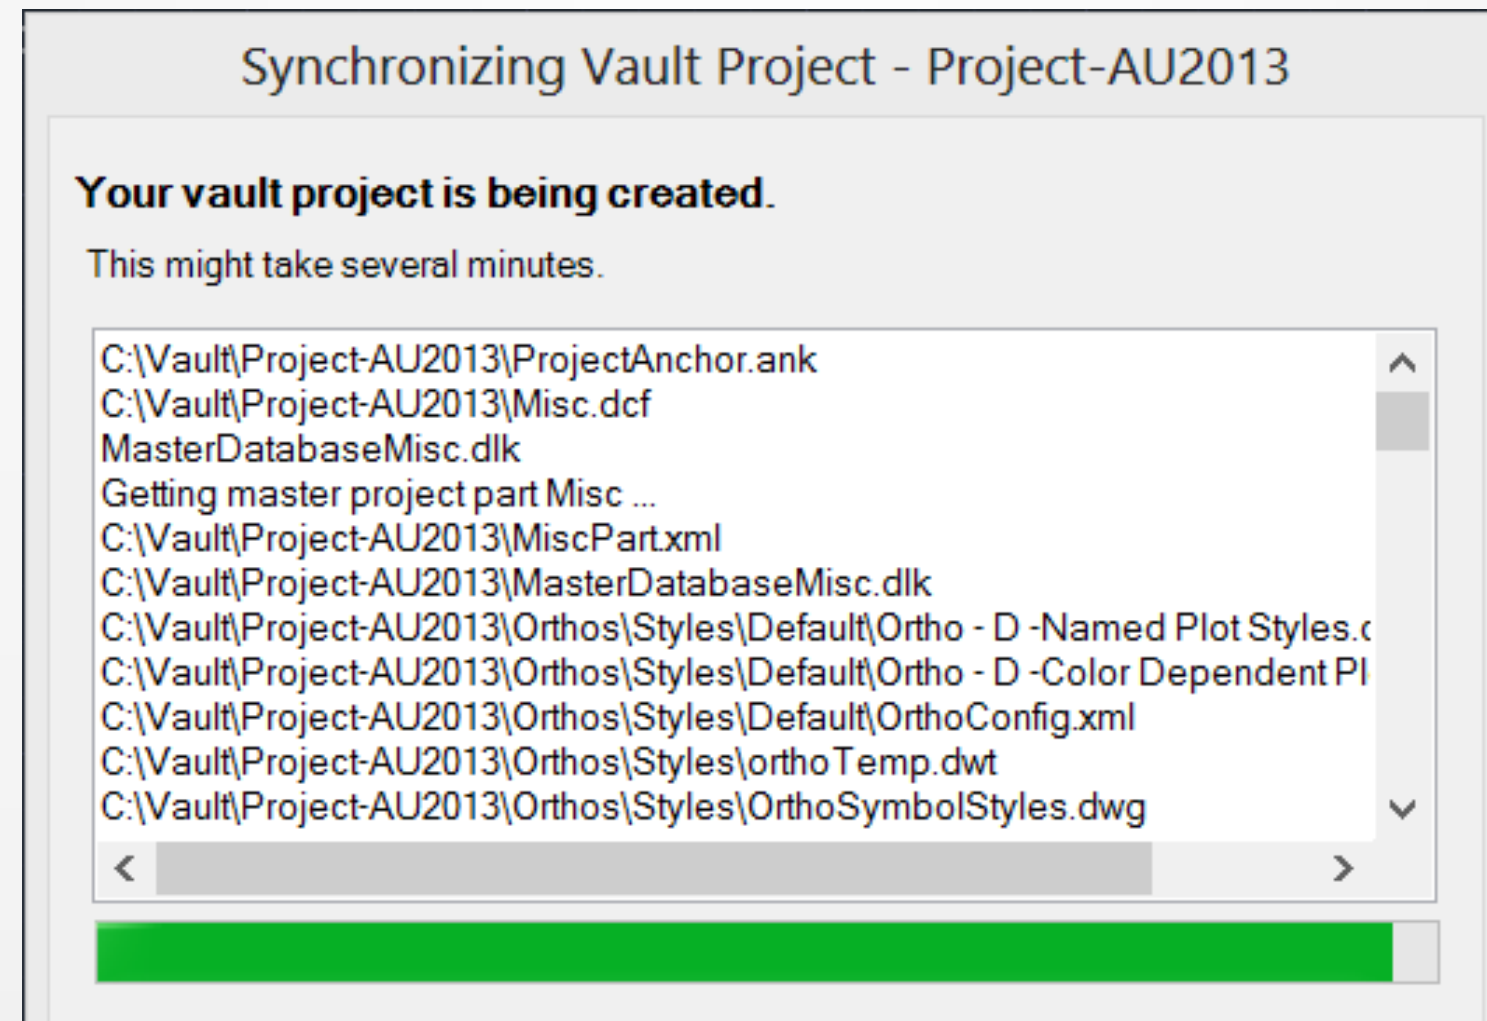 Synchronizing Vault Project - Project-AU2013
Your vault project is being created.
This might take several minutes.
C:\Vault\Project-AU2013\ProjectAnchor.ank
C:\Vault\Project-AU2013\Misc.dcf
MasterDatabaseMisc.dlk
Getting master project part Misc ...
C:\Vault\Project-AU2013\MiscPart.xml
C:\Vault\Project-AU2013\MasterDatabaseMisc.dlk
C:\Vault\Project-AU2013\Orthos\Styles\Default\Ortho - D -Named Plot Styles.
C:\Vault\Project-AU2013\Orthos\Styles\Default\Ortho - D -Color Dependent Pl
C:\Vault\Project-AU2013\Orthos\Styles\Default\OrthoConfig.xml
C:\Vault\Project-AU2013\Orthos\Styles\orthoTemp.dwt
C:\Vault\Project-AU2013\Orthos\Styles\OrthoSymbolStyles.dwg